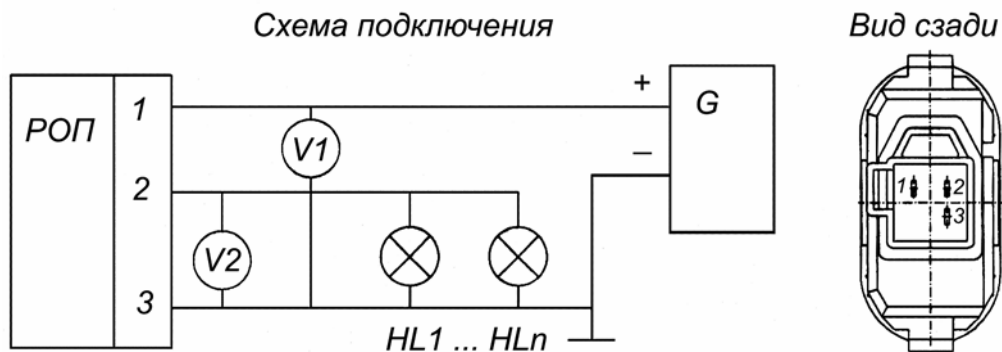 Схема подключения
Вид сзади
РОП
1
2
3
V1
V2
+
–
G
HL1 ... HLn
1
2
3